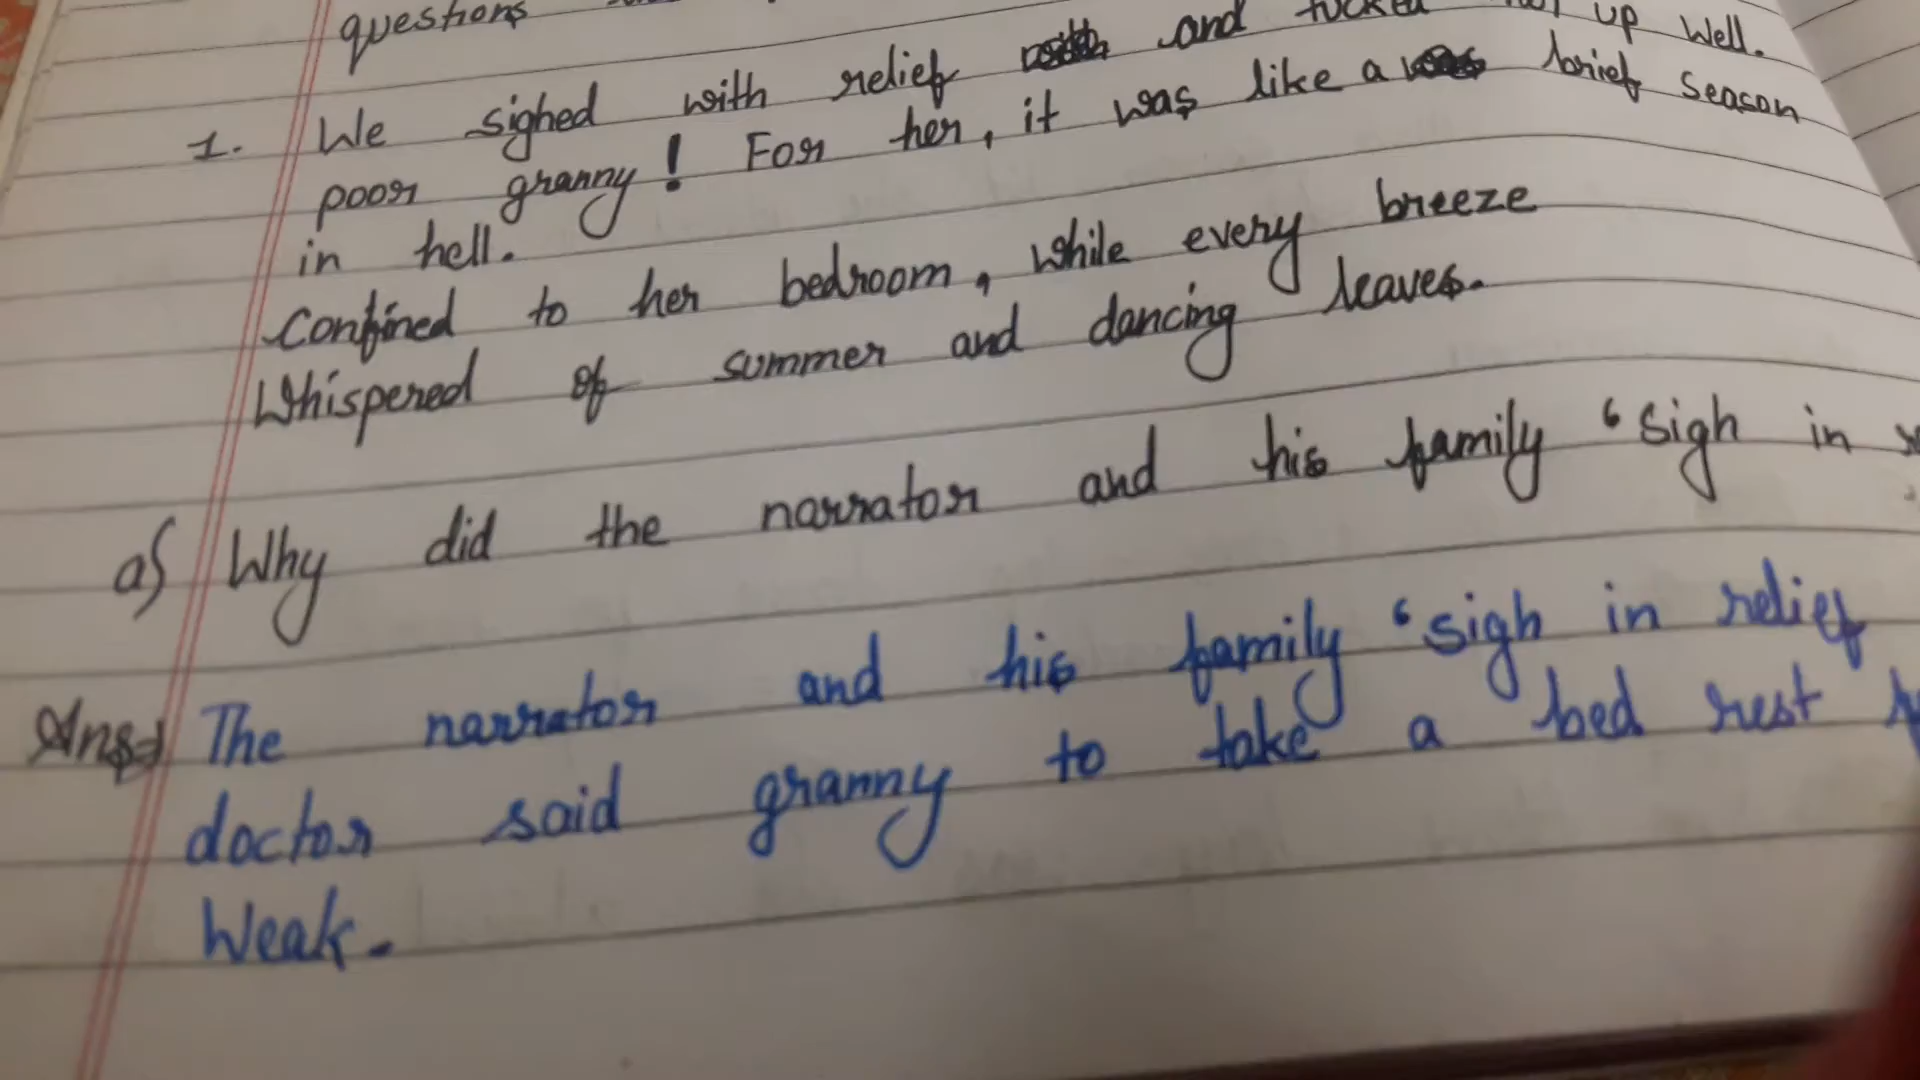 questions
1. We sighed with relief and tucked up well.
poor granny! For her, it was like a brief season
in hell.
Confined to her bedroom, while every breeze
Whispered of summer and dancing leaves.
a) Why did the narrator and his family 'sigh in
Ans) The narrator and his family 'sigh in relief
doctor said granny to take a bed rest
weak.